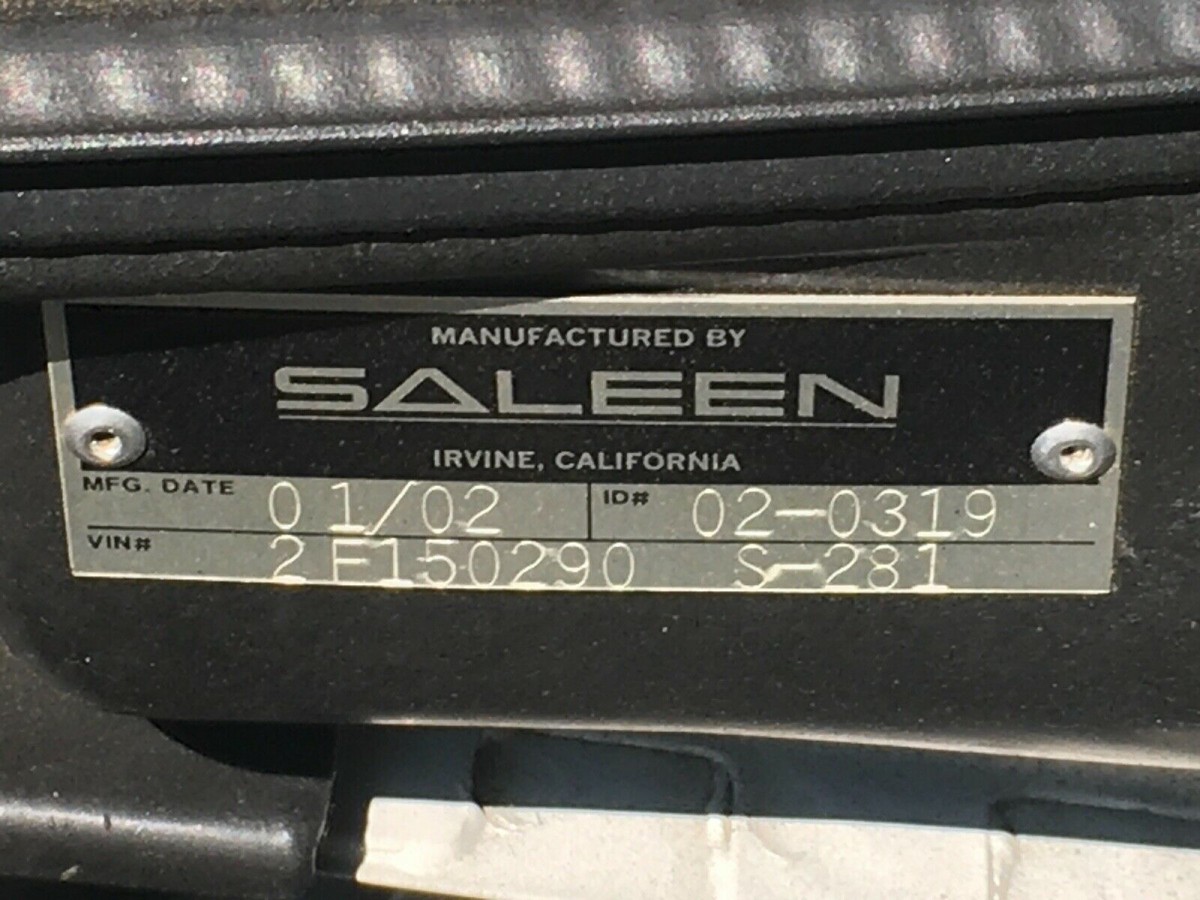 MANUFACTURED BY
SALEEN
IRVINE, CALIFORNIA
MFG. DATE 01/02 ID# 02-0319
VIN# 2F150290 S-281